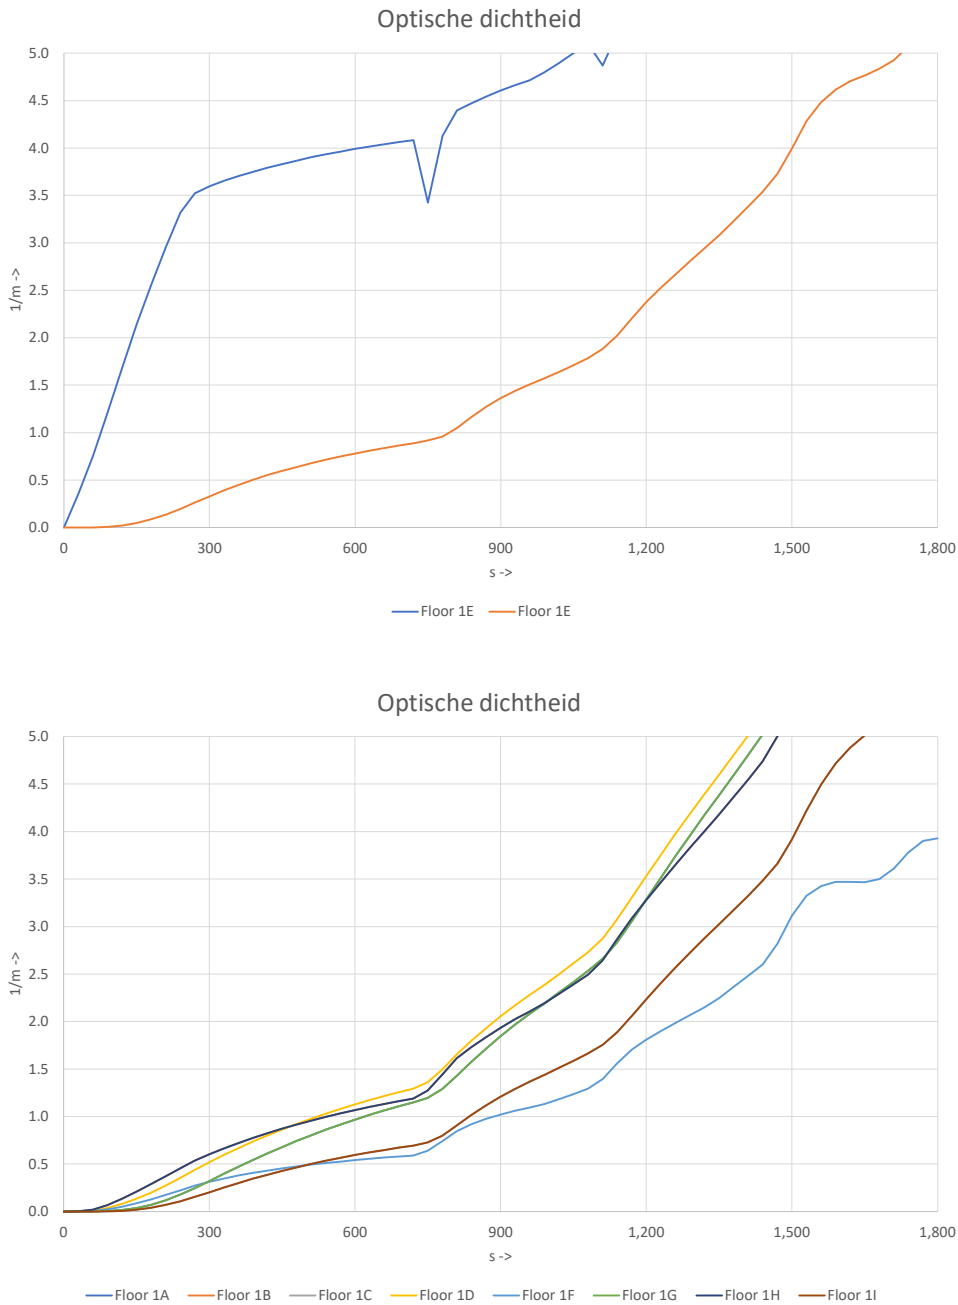 Optische dichtheid
5.0
4.5
4.0
3.5
3.0
2.5
2.0
1.5
1.0
0.5
0.0
1/m ->
0 300 600 900 1,200 1,500 1,800
s ->
Floor 1E Floor 1E
Optische dichtheid
5.0
4.5
4.0
3.5
3.0
2.5
2.0
1.5
1.0
0.5
0.0
1/m ->
0 300 600 900 1,200 1,500 1,800
s ->
Floor 1A Floor 1B Floor 1C Floor 1D Floor 1F Floor 1G Floor 1H Floor 1I